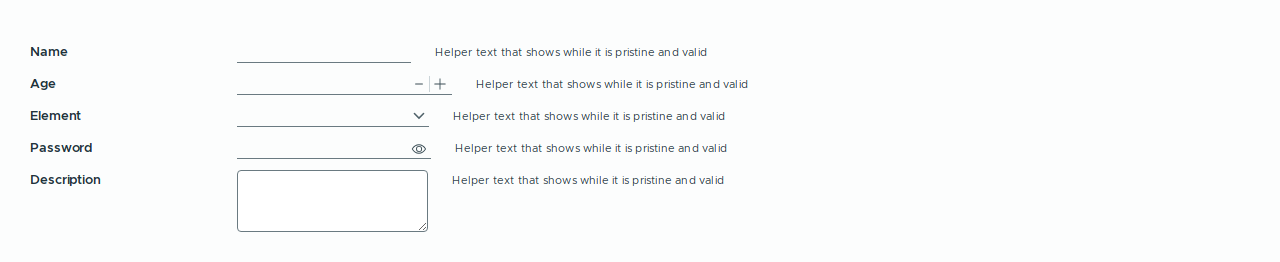 Name Helper text that shows while it is pristine and valid
Age Helper text that shows while it is pristine and valid
Element Helper text that shows while it is pristine and valid
Password Helper text that shows while it is pristine and valid
Description Helper text that shows while it is pristine and valid